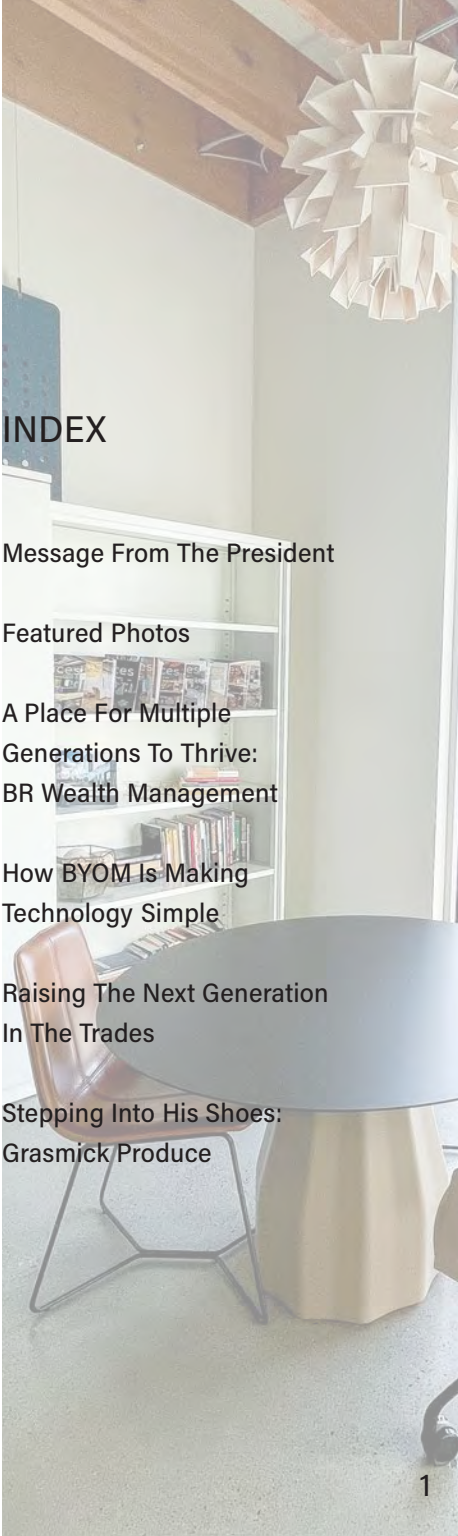 INDEX
Message From The President
Featured Photos
A Place For Multiple
Generations To Thrive:
BR Wealth Management
How BYOM Is Making
Technology Simple
Raising The Next Generation
In The Trades
Stepping Into His Shoes:
Grasmick Produce
1